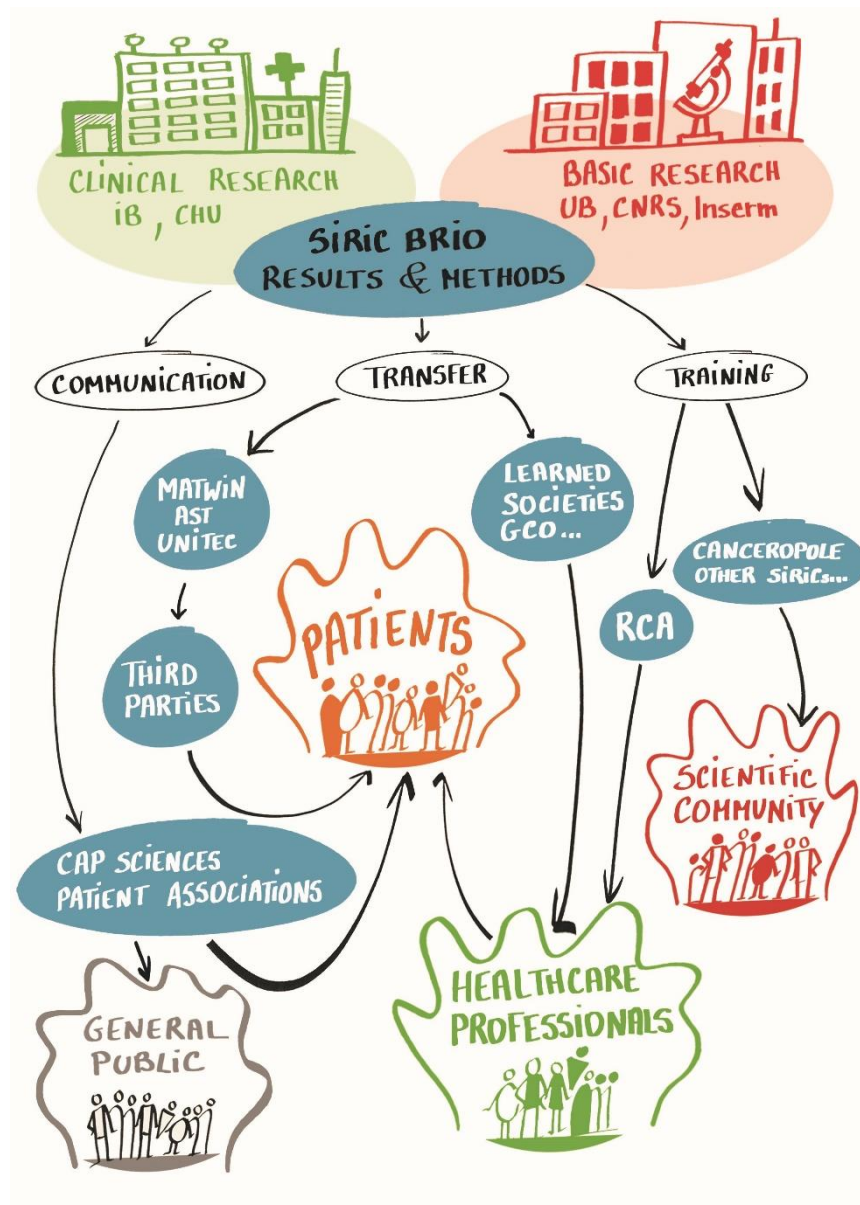 CLINICAL RESEARCH
iB, CHU
BASIC RESEARCH
UB, CNRS, Inserm
SiRiC BRiO
RESULTS & METHODS
COMMUNICATION
TRANSFER
TRAINING
MATWiN
AST
UNITEC
LEARNED
SOCIETIES
GCO...
CANCEROPOLE
OTHER SiRiCs...
PATiENTS
RCA
THIRD
PARTIES
SCIENTIFIC
COMMUNITY
CAP SCIENCES
PATIENT ASSOCIATIONS
HEALTHCARE
PROFESSIONALS
GENERAL
PUBLIC